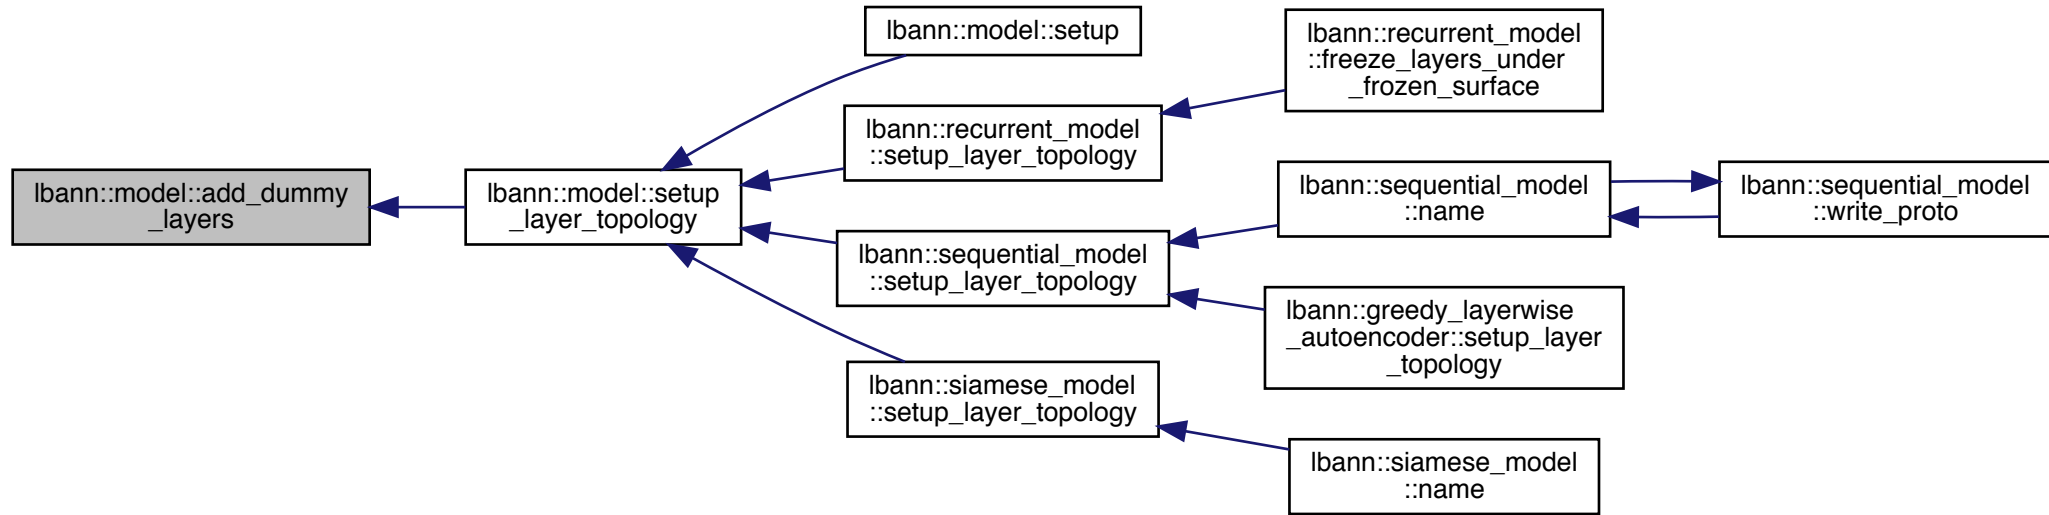 lbann::model::add_dummy
_layers
lbann::model::setup
_layer_topology
lbann::model::setup
lbann::recurrent_model
::setup_layer_topology
lbann::recurrent_model
::freeze_layers_under
_frozen_surface
lbann::sequential_model
::setup_layer_topology
lbann::sequential_model
::name
lbann::sequential_model
::write_proto
lbann::greedy_layerwise
_autoencoder::setup_layer
_topology
lbann::siamese_model
::setup_layer_topology
lbann::siamese_model
::name